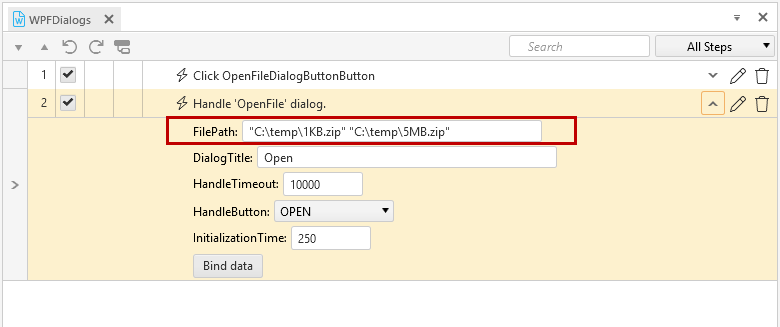 WPFDialogs
Search
All Steps
1 Click OpenFileDialogButtonButton
2 Handle 'OpenFile' dialog.
FilePath: "C:\temp\1KB.zip" "C:\temp\5MB.zip"
DialogTitle: Open
HandleTimeout: 10000
HandleButton: OPEN
InitializationTime: 250
Bind data